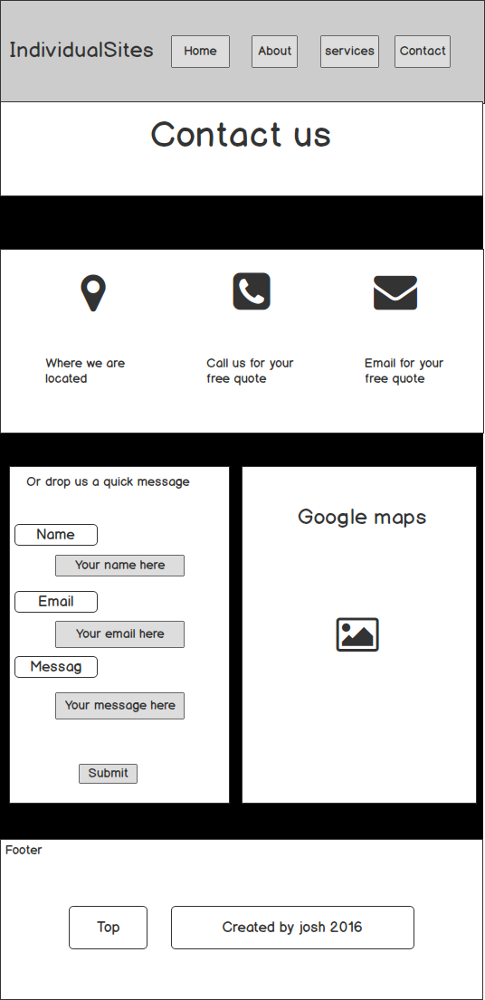 IndividualSites
Home
About
services
Contact
Contact us
Where we are
located
Call us for your
free quote
Email for your
free quote
Or drop us a quick message
Name
Your name here
Email
Your email here
Messag
Your message here
Submit
Google maps
Footer
Top
Created by josh 2016